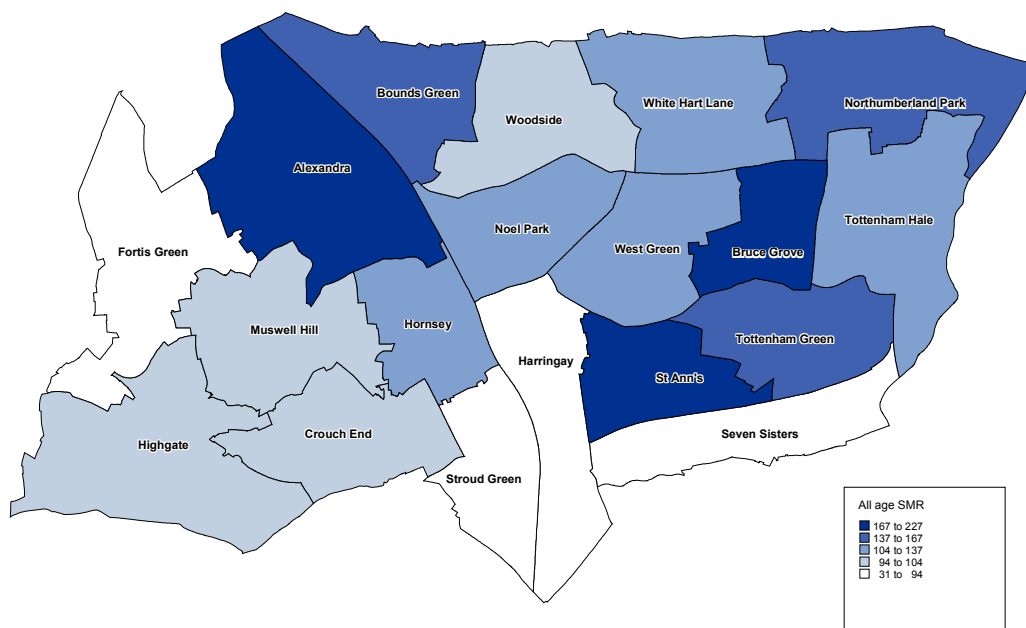 Bounds Green
Woodside
White Hart Lane
Northumberland Park
Alexandra
Noel Park
West Green
Bruce Grove
Tottenham Hale
Fortis Green
Muswell Hill
Hornsey
Harringay
Tottenham Green
St Ann's
Highgate
Crouch End
Stroud Green
Seven Sisters
All age SMR
167 to 227
137 to 167
104 to 137
94 to 104
31 to 94